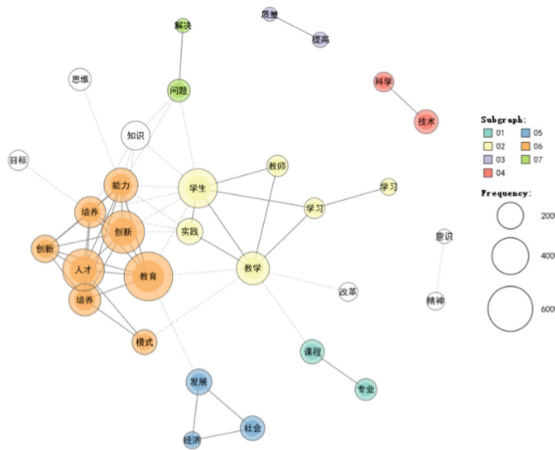 质量
提高
解决
问题
科学
技术
思维
知识
目标
能力
学生
教师
学习
学习
培养
创新
实践
创新
人才
教育
教学
培养
意识
精神
改革
模式
课程
专业
发展
社会
经济
Subgraph:
01 05
02 06
03 07
04
Frequency:
200
400
600